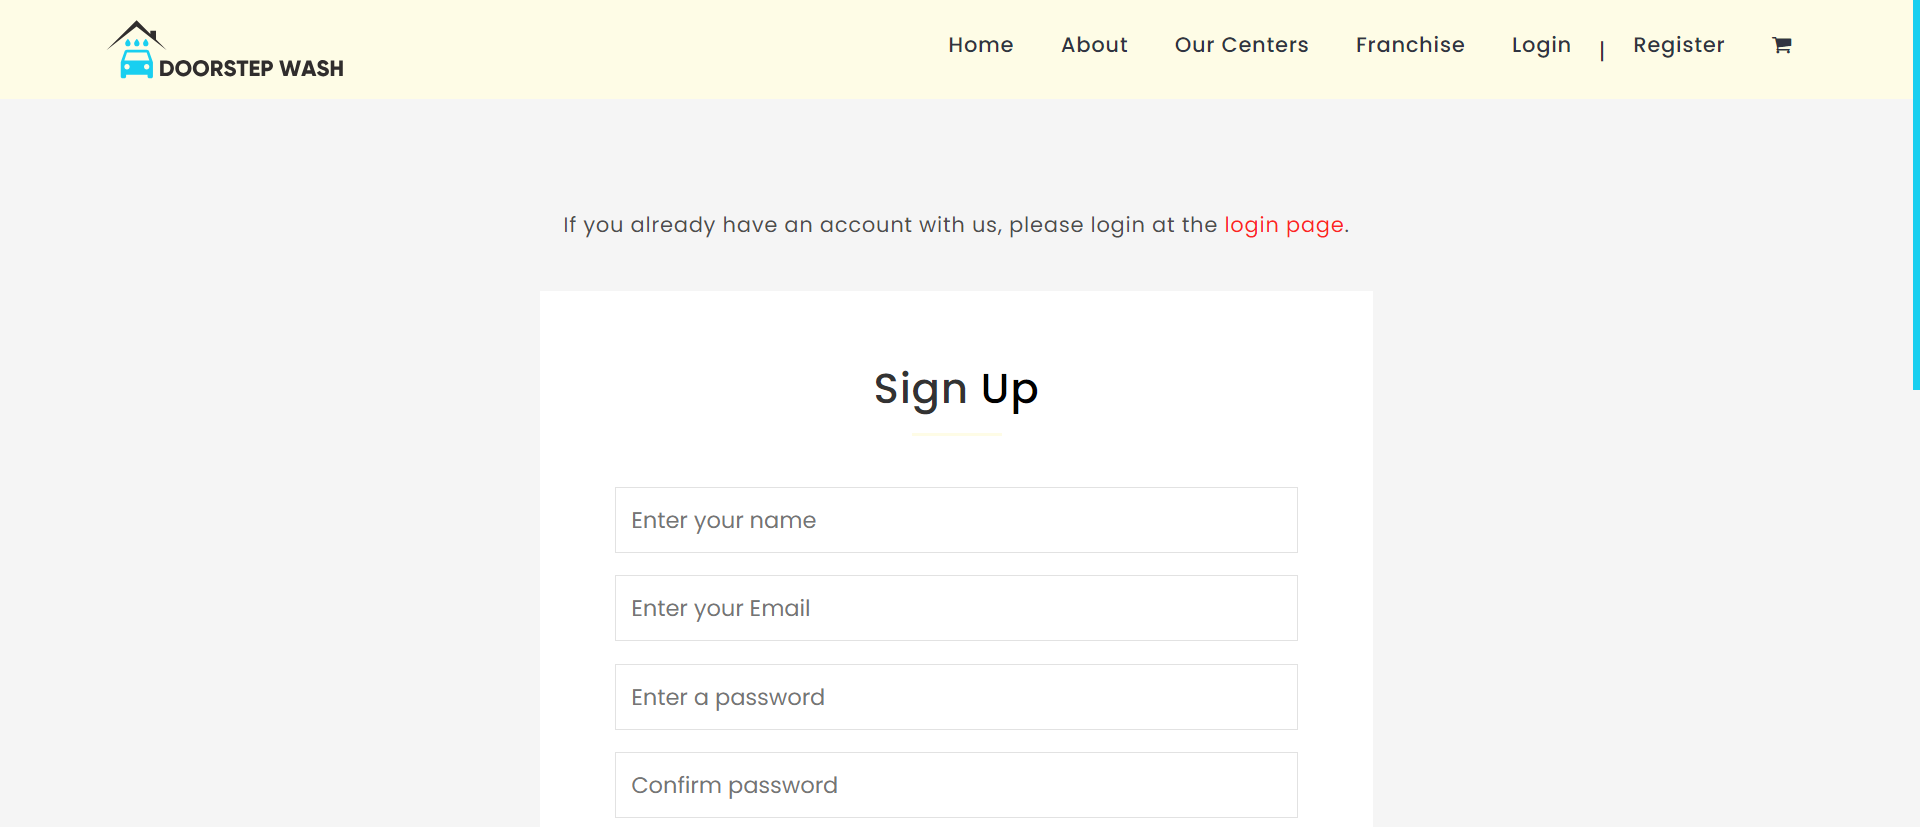 DOORSTEP WASH
Home About Our Centers Franchise Login | Register
If you already have an account with us, please login at the login page.
Sign Up
Enter your name
Enter your Email
Enter a password
Confirm password